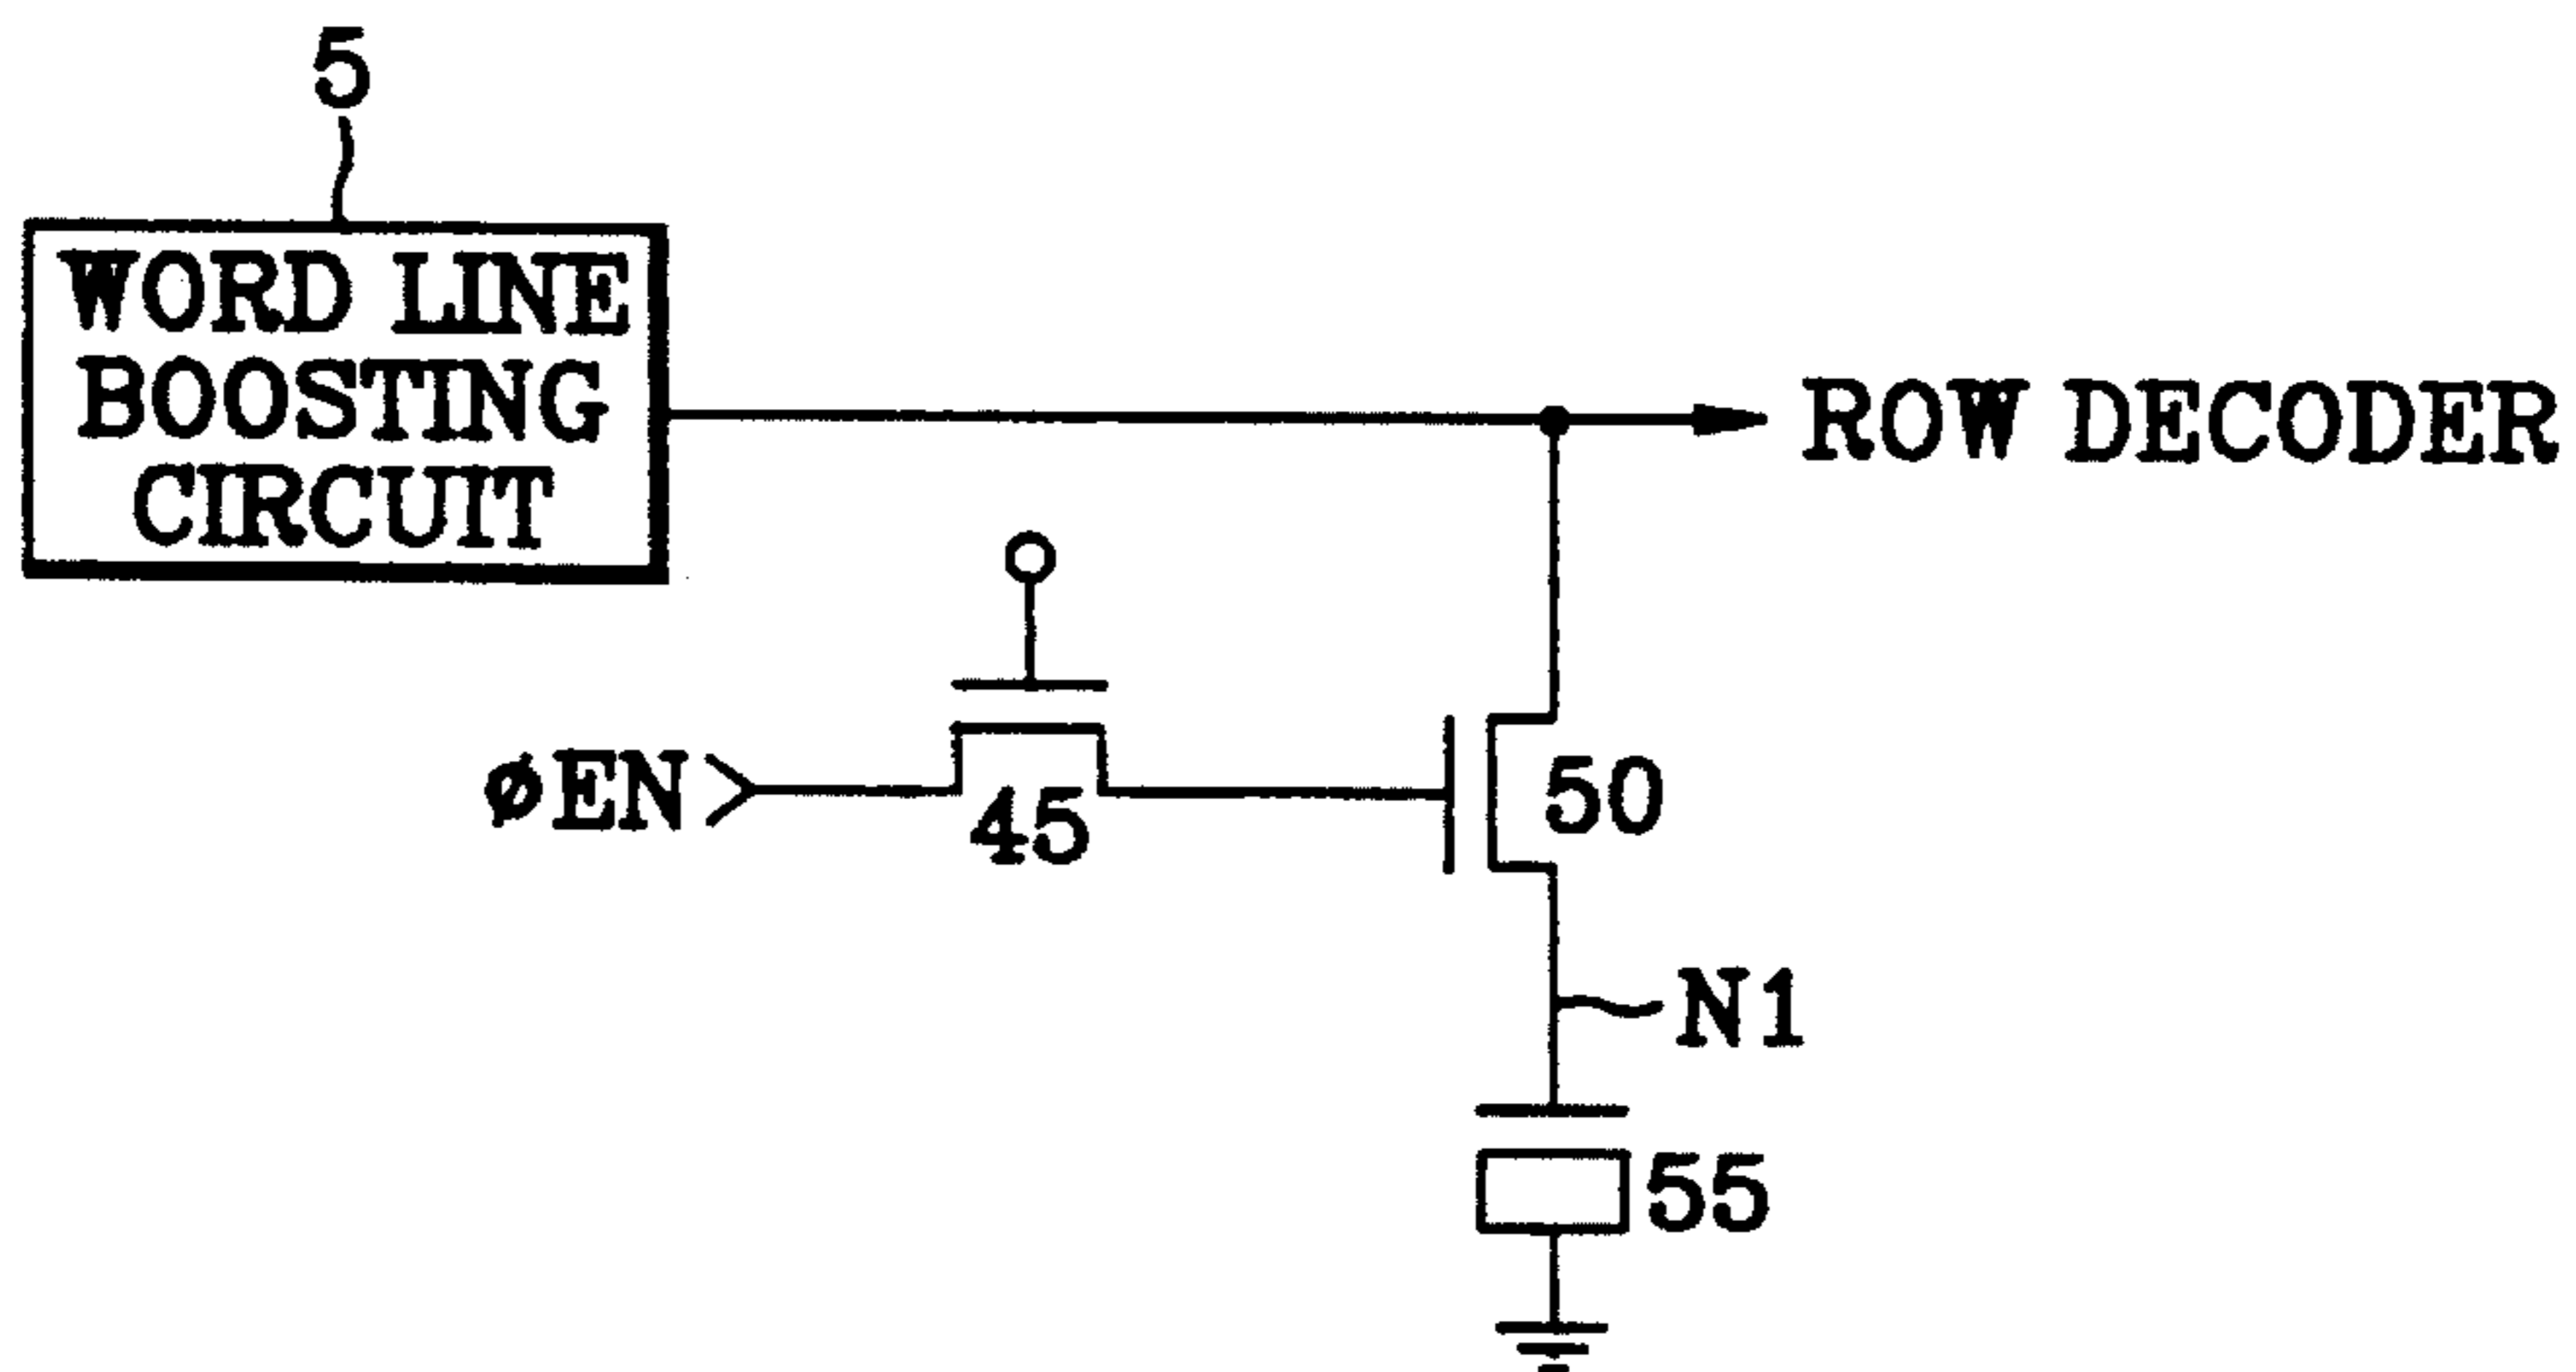 5
WORD LINE
BOOSTING
CIRCUIT
ROW DECODER
øEN
45
50
N1
55